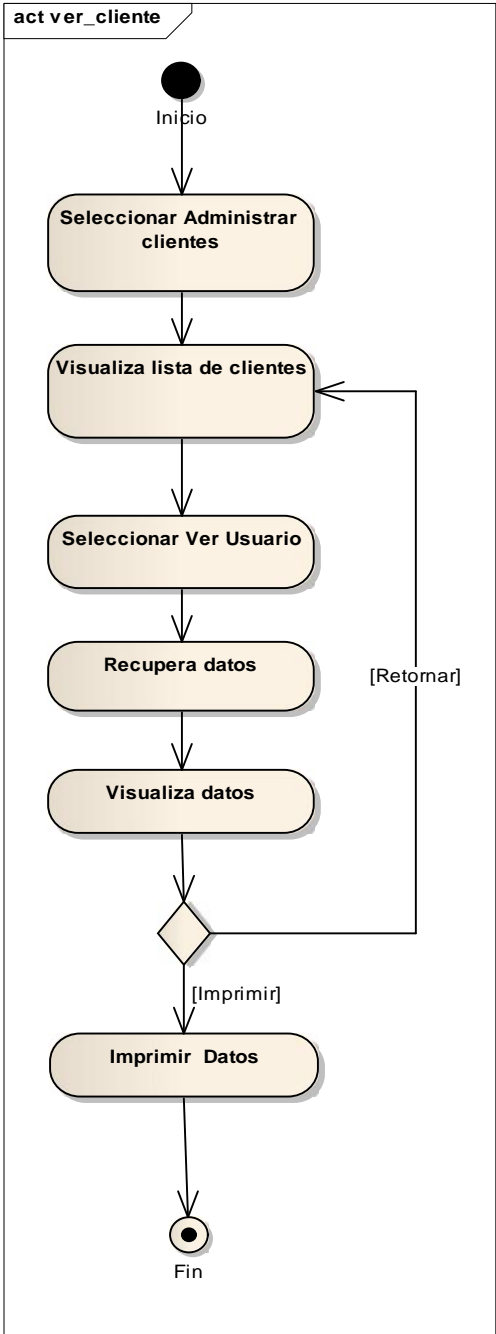 act ver_cliente
Inicio
Seleccionar Administrar
clientes
Visualiza lista de clientes
Seleccionar Ver Usuario
Recupera datos
[Retornar]
Visualiza datos
[Imprimir]
Imprimir Datos
Fin